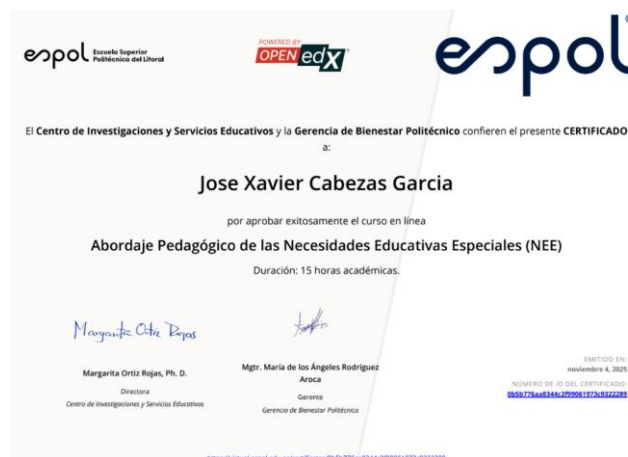 espol Escuela Superior
Politécnica del Litoral
POWERED BY
OPEN edX
espol
El Centro de Investigaciones y Servicios Educativos y la Gerencia de Bienestar Politécnico confieren el presente CERTIFICADO
a:
Jose Xavier Cabezas Garcia
por aprobar exitosamente el curso en línea
Abordaje Pedagógico de las Necesidades Educativas Especiales (NEE)
Duración: 15 horas académicas.
Margarita Ortiz Rojas
Margarita Ortiz Rojas, Ph. D.
Directora
Centro de Investigaciones y Servicios Educativos
Mgtr. María de los Ángeles Rodríguez
Aroca
Gerente
Gerencia de Bienestar Politécnico
EMITIDO EN:
noviembre 4, 2025
NÚMERO DE ID DEL CERTIFICADO: